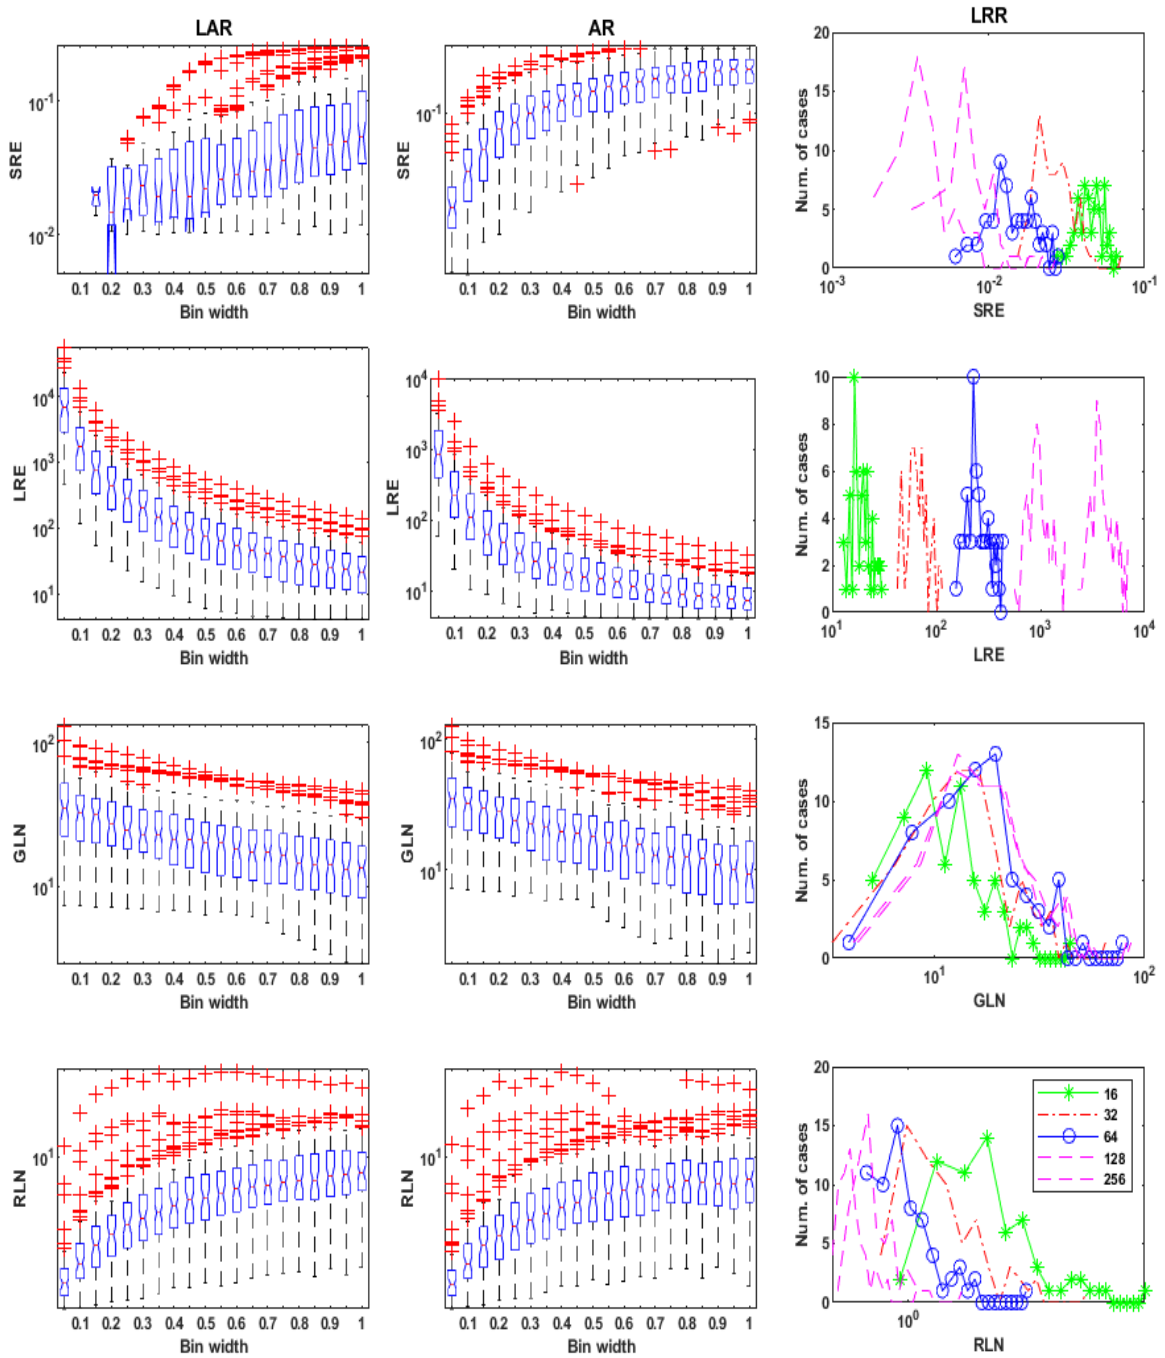 LAR
AR
LRR
SRE
10^-1
10^-2
0.1 0.2 0.3 0.4 0.5 0.6 0.7 0.8 0.9 1
Bin width
SRE
10^-1
0.1 0.2 0.3 0.4 0.5 0.6 0.7 0.8 0.9 1
Bin width
Num. of cases
20
15
10
5
0
10^-3 10^-2 10^-1
SRE
LRE
10^4
10^3
10^2
10^1
0.1 0.2 0.3 0.4 0.5 0.6 0.7 0.8 0.9 1
Bin width
LRE
10^4
10^3
10^2
10^1
0.1 0.2 0.3 0.4 0.5 0.6 0.7 0.8 0.9 1
Bin width
Num. of cases
10
8
6
4
2
0
10^1 10^2 10^3 10^4
LRE
GLN
10^2
10^1
0.1 0.2 0.3 0.4 0.5 0.6 0.7 0.8 0.9 1
Bin width
GLN
10^2
10^1
0.1 0.2 0.3 0.4 0.5 0.6 0.7 0.8 0.9 1
Bin width
Num. of cases
15
10
5
0
10^1 10^2
GLN
RLN
10^1
0.1 0.2 0.3 0.4 0.5 0.6 0.7 0.8 0.9 1
Bin width
RLN
10^1
0.1 0.2 0.3 0.4 0.5 0.6 0.7 0.8 0.9 1
Bin width
Num. of cases
20
15
10
5
0
10^0
RLN
16
32
64
128
256